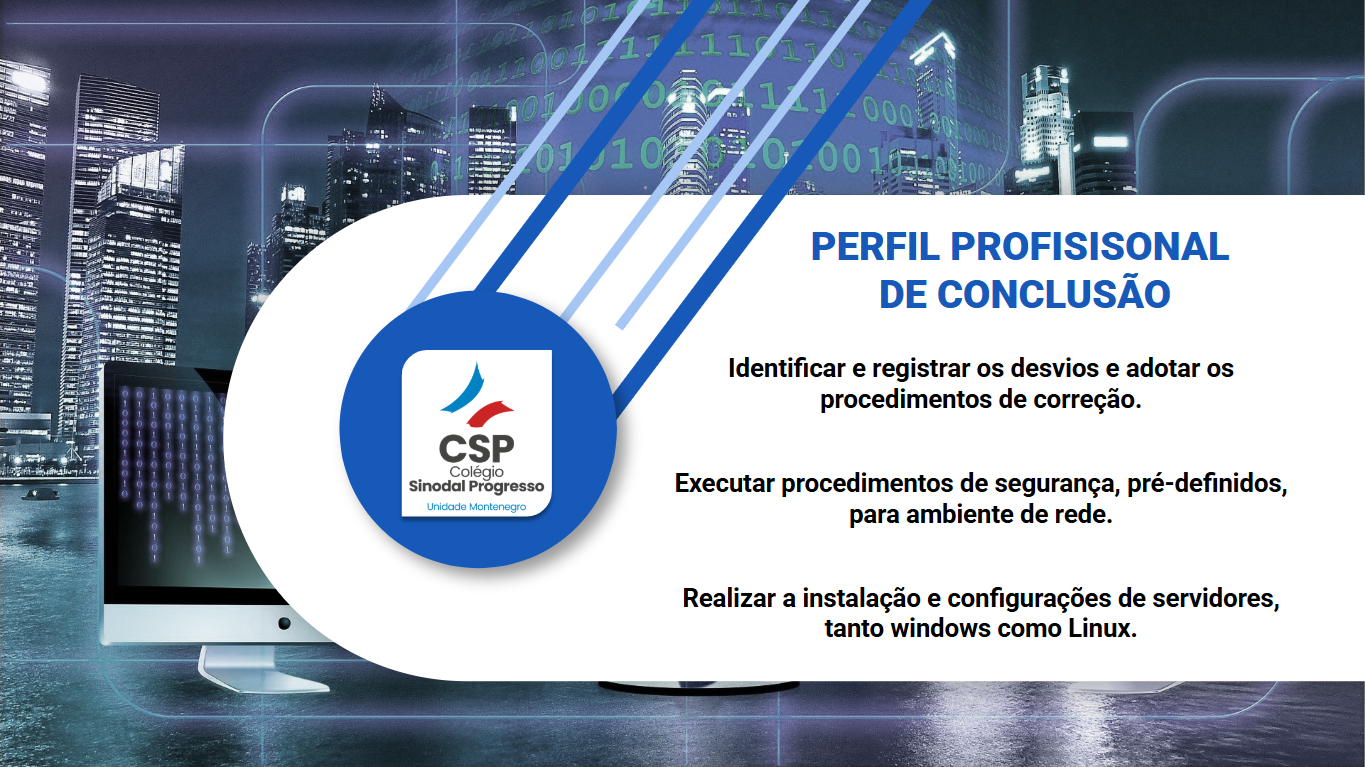 PERFIL PROFISISONAL
DE CONCLUSÃO
Identificar e registrar os desvios e adotar os
procedimentos de correção.
Executar procedimentos de segurança, pré-definidos,
para ambiente de rede.
Realizar a instalação e configurações de servidores,
tanto windows como Linux.
CSP
Colégio
Sinodal Progresso
Unidade Montenegro